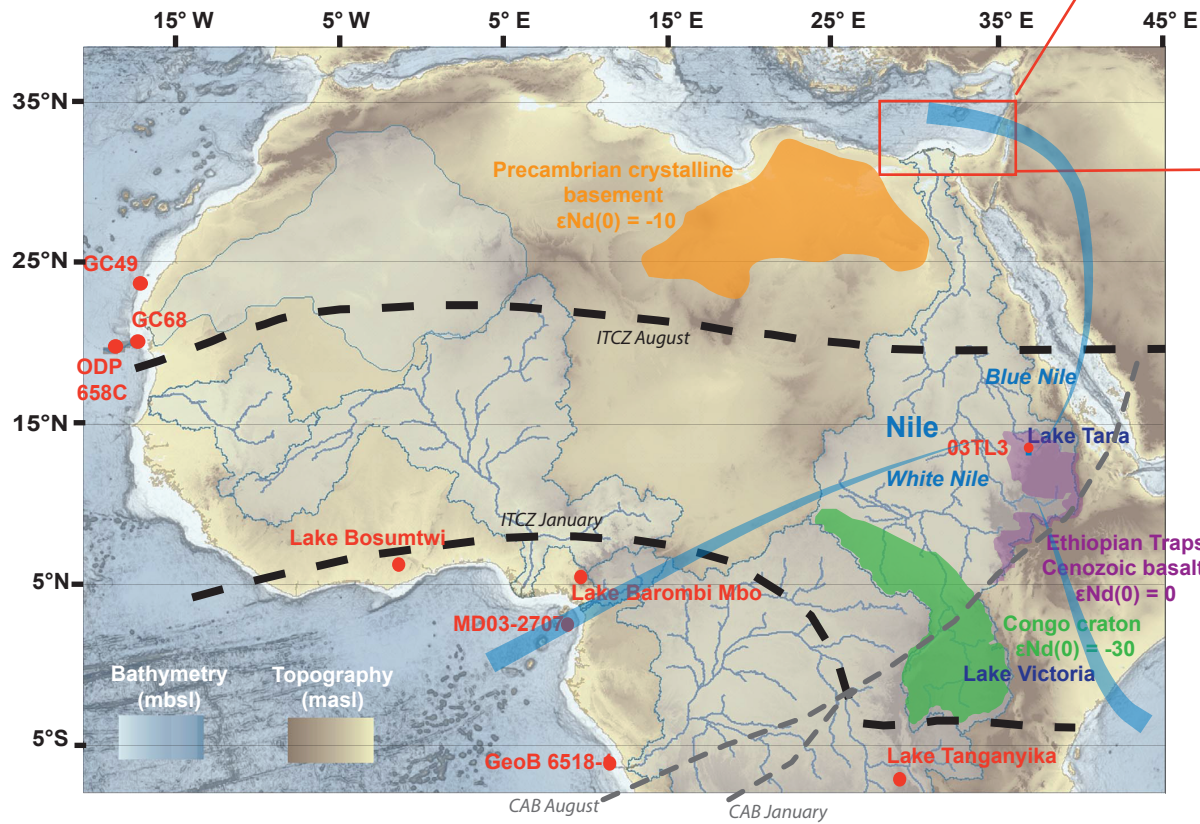 15° W
5° W
5° E
15 E
25 E
35° E
45° E
35°N
25°N
15°N
5°N
5°S
Precambrian crystalline
basement
εNd(0) = -10
GC49
GC68
ODP
658C
ITCZ August
Blue Nile
Nile
Lake Tana
03TL3
White Nile
ITCZ January
Lake Bosumtwi
Ethiopian Traps
Cenozoic basalt
εNd(0) = 0
Lake Barombi Mbo
MD03-2707
Congo craton
εNd(0) = -30
Lake Victoria
Bathymetry
(mbsl)
Topography
(masl)
GeoB 6518-
Lake Tanganyika
CAB August
CAB January